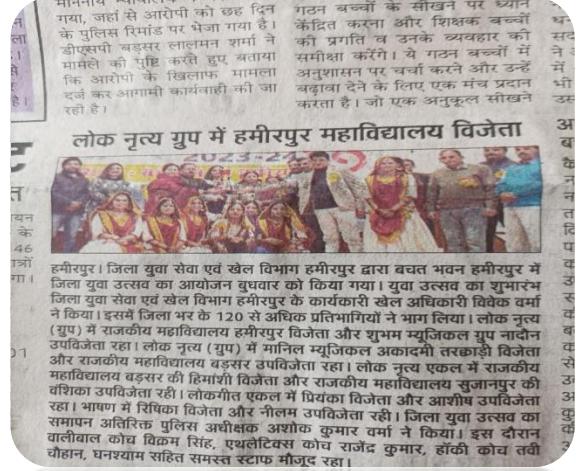 माननीय न्यायालय
गया, जहां से आरोपी को छह दिन
के पुलिस रिमांड पर भेजा गया है।
डीएसपी बड़सर लालमन शर्मा ने
मामले की पुष्टि करते हुए बताया
कि आरोपी के खिलाफ मामला
दर्ज कर आगामी कार्यवाही की जा
रही है।
गठन बच्चों के सीखने पर ध्यान
केंद्रित करना और शिक्षक बच्चों
की प्रगति व उनके व्यवहार की
समीक्षा करेंगे। ये गठन बच्चों में
अनुशासन पर चर्चा करने और उन्हें
बढ़ावा देने के लिए एक मंच प्रदान
करता है। जो एक अनुकूल सीखने
लोक नृत्य ग्रुप में हमीरपुर महाविद्यालय विजेता
2023-24
हमीरपुर। जिला युवा सेवा एवं खेल विभाग हमीरपुर द्वारा बचत भवन हमीरपुर में
जिला युवा उत्सव का आयोजन बुधवार को किया गया। युवा उत्सव का शुभारंभ
जिला युवा सेवा एवं खेल विभाग हमीरपुर के कार्यकारी खेल अधिकारी विवेक वर्मा
ने किया। इसमें जिला भर के 120 से अधिक प्रतिभागियों ने भाग लिया। लोक नृत्य
(ग्रुप) में राजकीय महाविद्यालय हमीरपुर विजेता और शुभम म्यूजिकल ग्रुप नादौन
उपविजेता रहा। लोक नृत्य (ग्रुप) में मानिल म्यूजिकल अकादमी तरक्वाड़ी विजेता
और राजकीय महाविद्यालय बड़सर उपविजेता रहा। लोक नृत्य एकल में राजकीय
महाविद्यालय बड़सर की हिमांशी विजेता और राजकीय महाविद्यालय सुजानपुर की
वंशिका उपविजेता रही। लोकगीत एकल में प्रियंका विजेता और आशीष उपविजेता
रहा। भाषण में रिषिका विजेता और नीलम उपविजेता रही। जिला युवा उत्सव का
समापन अतिरिक्त पुलिस अधीक्षक अशोक कुमार वर्मा ने किया। इस दौरान
वालीबाल कोच विक्रम सिंह, एथलेटिक्स कोच राजेंद्र कुमार, हॉकी कोच तवी
चौहान, घनश्याम सहित समस्त स्टाफ मौजूद रहा।